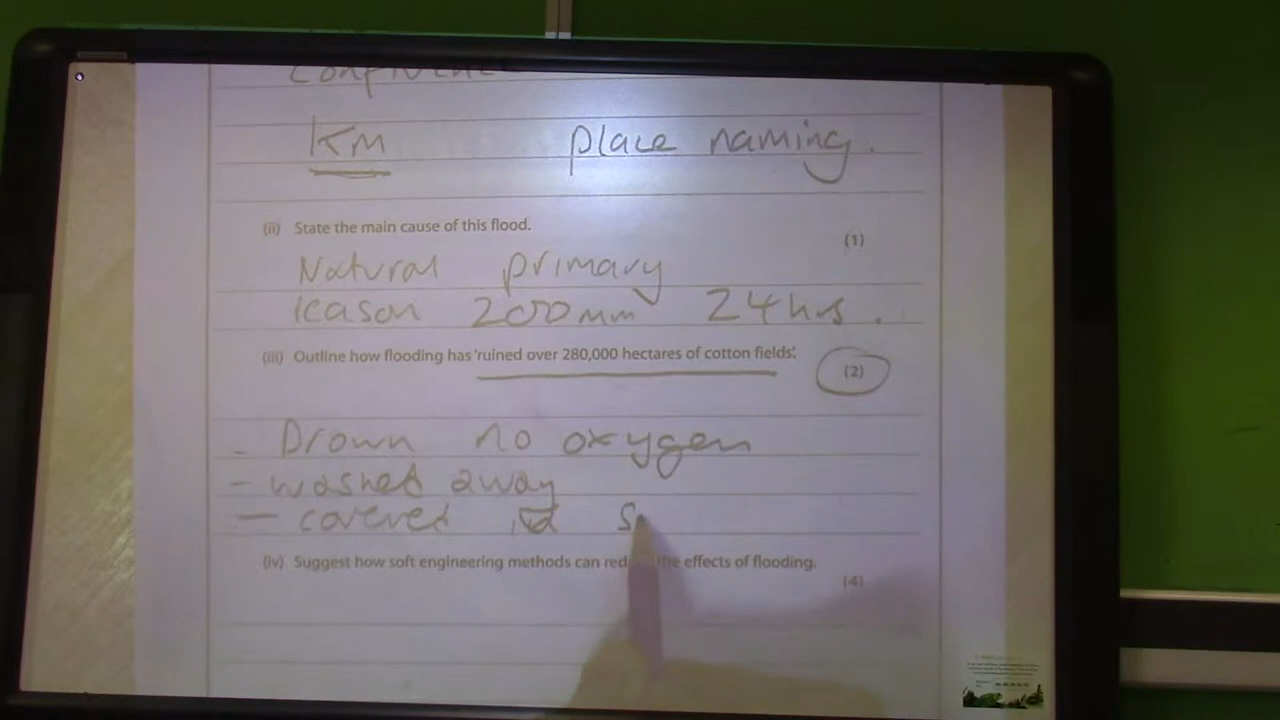 Confluence
Km place naming.
(ii) State the main cause of this flood.
(1)
Natural primary
reason 200mm 24hrs.
(iii) Outline how flooding has 'ruined over 280,000 hectares of cotton fields'.
(2)
- Drown no oxygen
- washed away
- covered S
(iv) Suggest how soft engineering methods can the effects of flooding.
(4)